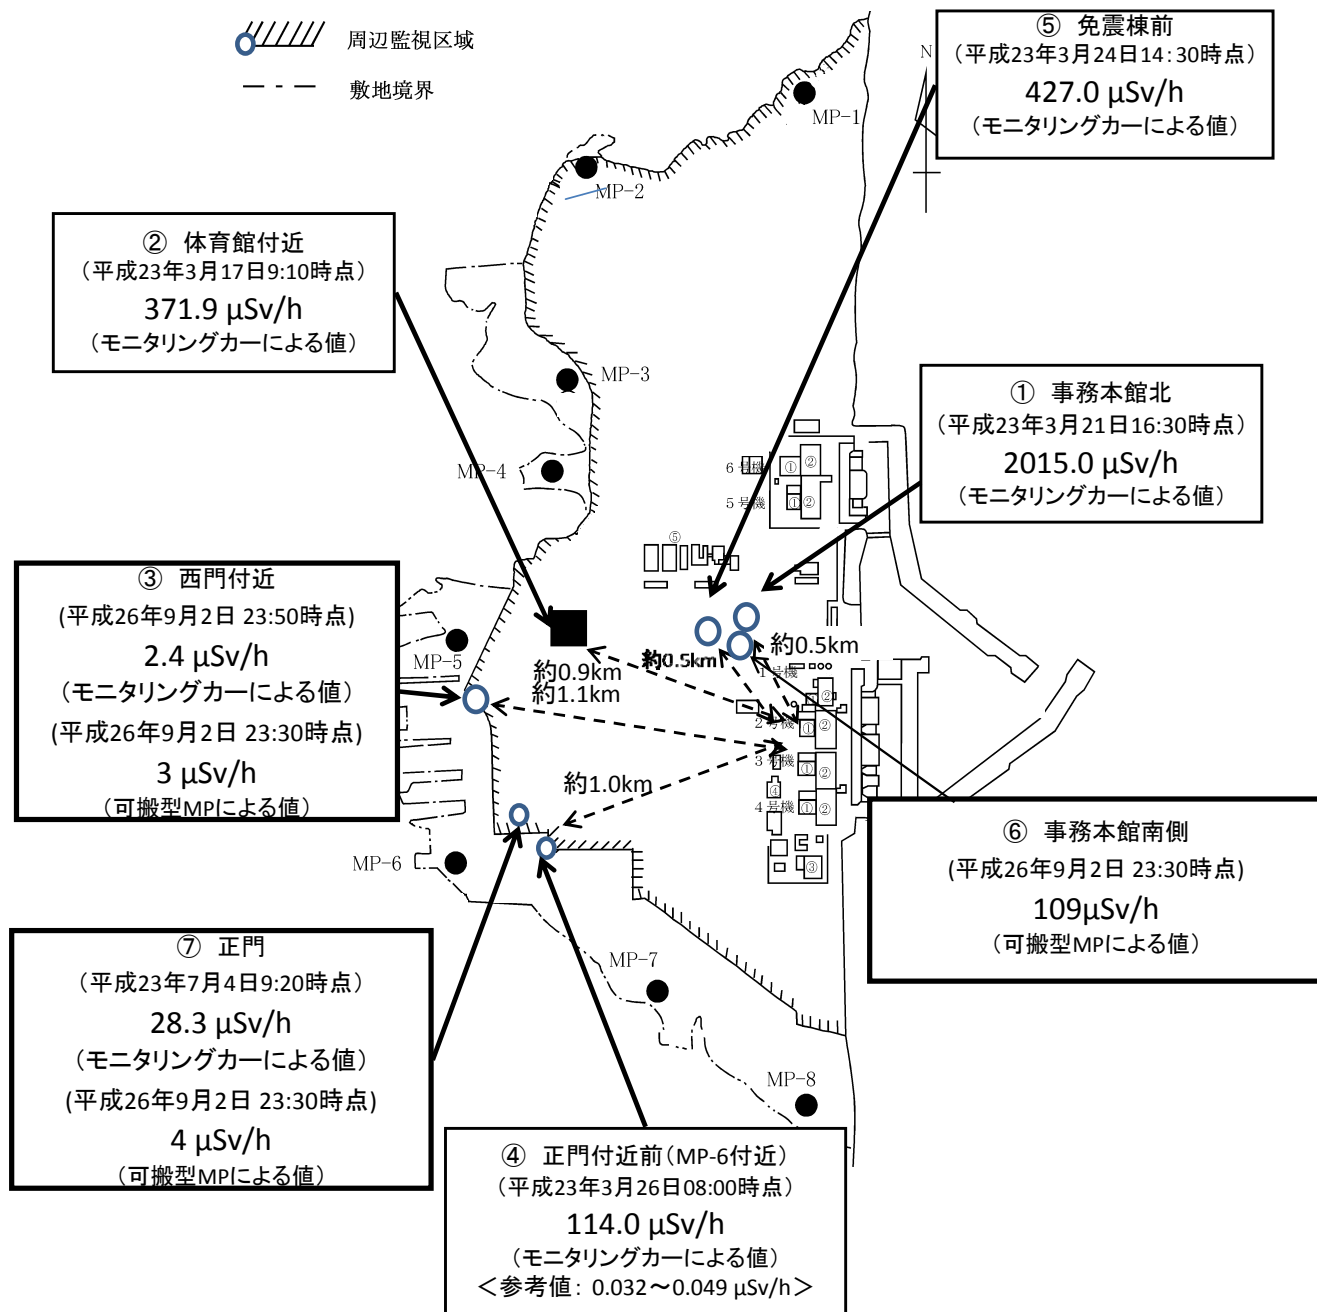 周辺監視区域
敷地境界
⑤ 免震棟前
(平成23年3月24日14:30時点)
427.0 μSv/h
(モニタリングカーによる値)
N
MP-1
MP-2
② 体育館付近
(平成23年3月17日9:10時点)
371.9 μSv/h
(モニタリングカーによる値)
MP-3
① 事務本館北
(平成23年3月21日16:30時点)
2015.0 μSv/h
(モニタリングカーによる値)
MP-4
6号機
① ②
5号機
① ②
⑤
③ 西門付近
(平成26年9月2日 23:50時点)
2.4 μSv/h
(モニタリングカーによる値)
(平成26年9月2日 23:30時点)
3 μSv/h
(可搬型MPによる値)
MP-5
約0.9km
約1.1km
約0.5km
約0.5km
1号機
②
2号機
① ②
3号機
① ②
約1.0km
④
4号機
① ②
③
MP-6
⑥ 事務本館南側
(平成26年9月2日 23:30時点)
109μSv/h
(可搬型MPによる値)
⑦ 正門
(平成23年7月4日9:20時点)
28.3 μSv/h
(モニタリングカーによる値)
(平成26年9月2日 23:30時点)
4 μSv/h
(可搬型MPによる値)
MP-7
MP-8
④ 正門付近前(MP-6付近)
(平成23年3月26日08:00時点)
114.0 μSv/h
(モニタリングカーによる値)
<参考値: 0.032~0.049 μSv/h>